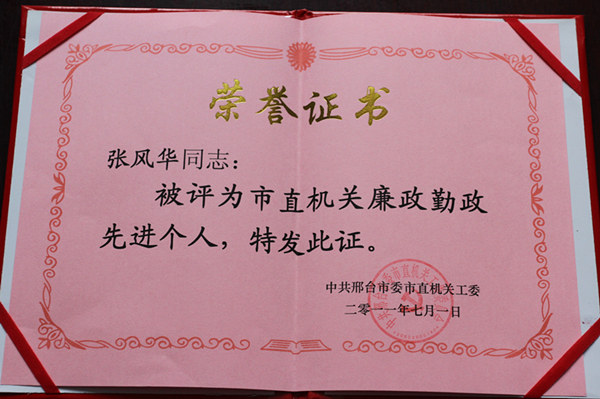 荣誉证书
张风华同志：
被评为市直机关廉政勤政
先进个人，特发此证。
中共邢台市委市直机关工委
二零一一年七月一日